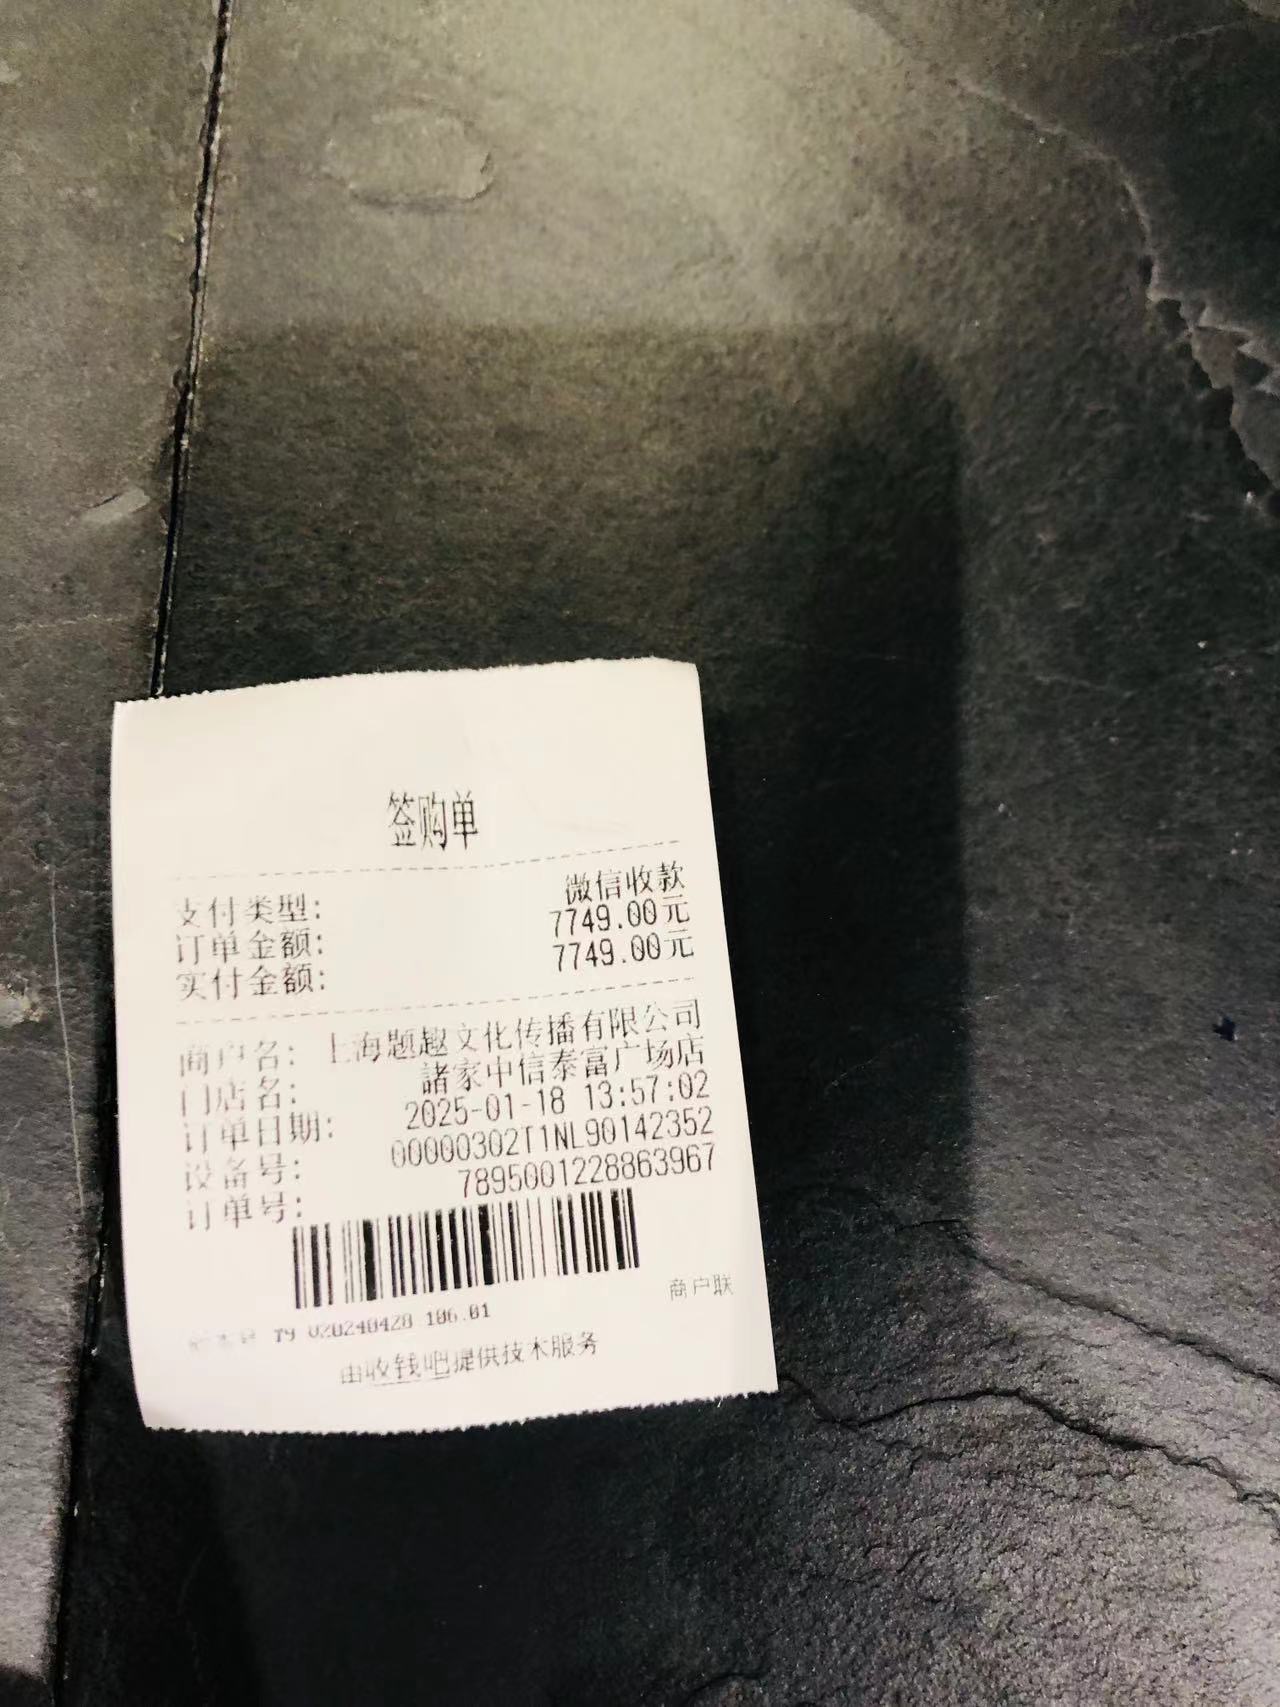 签购单
支付类型: 微信收款
订单金额: 7749.00元
实付金额: 7749.00元
商户名: 上海题趣文化传播有限公司
门店名: 諸家中信泰富广场店
订单日期: 2025-01-18 13:57:02
设备号: 00000302T1NL90142352
订单号: 7895001228863967
商户联
T9 V20240428 106.01
由收钱吧提供技术服务